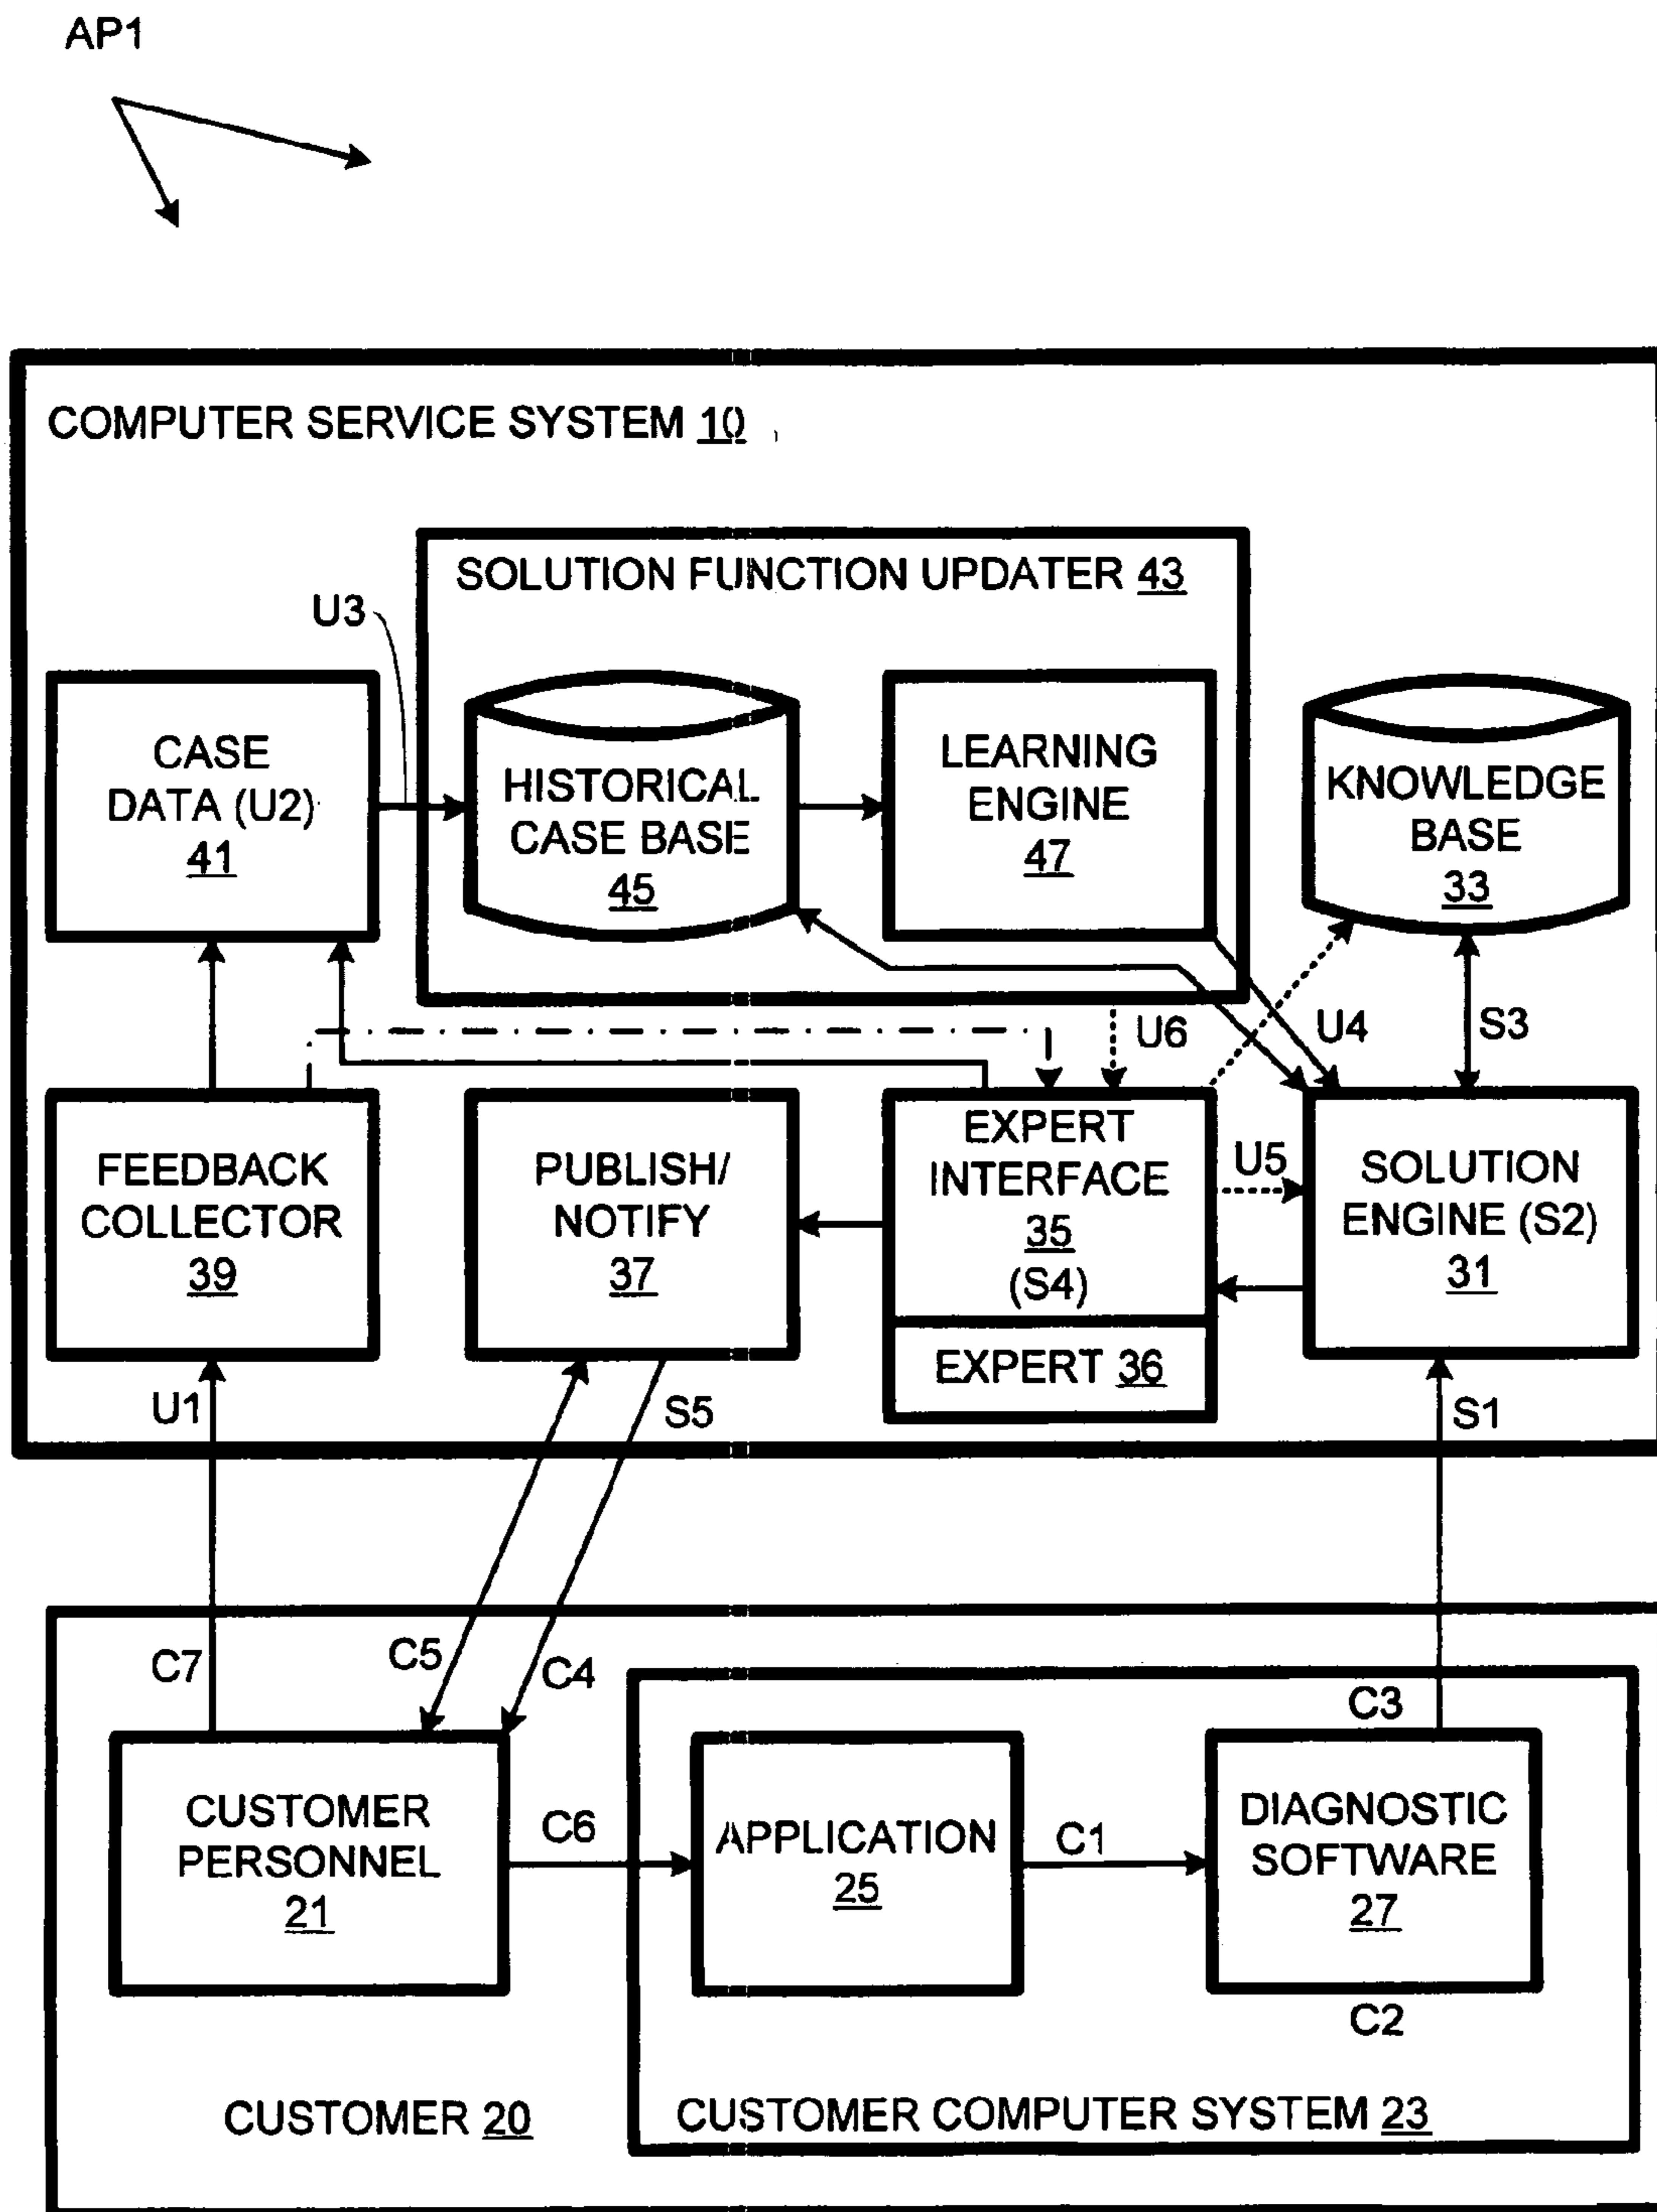 AP1
COMPUTER SERVICE SYSTEM 10
SOLUTION FUNCTION UPDATER 43
U3
CASE
DATA (U2)
41
HISTORICAL
CASE BASE
45
LEARNING
ENGINE
47
KNOWLEDGE
BASE
33
U6
U4
S3
FEEDBACK
COLLECTOR
39
PUBLISH/
NOTIFY
37
EXPERT
INTERFACE
35
(S4)
EXPERT 36
U5
SOLUTION
ENGINE (S2)
31
U1
S5
S1
C7
C5
C4
C3
CUSTOMER
PERSONNEL
21
C6
APPLICATION
25
C1
DIAGNOSTIC
SOFTWARE
27
C2
CUSTOMER 20
CUSTOMER COMPUTER SYSTEM 23